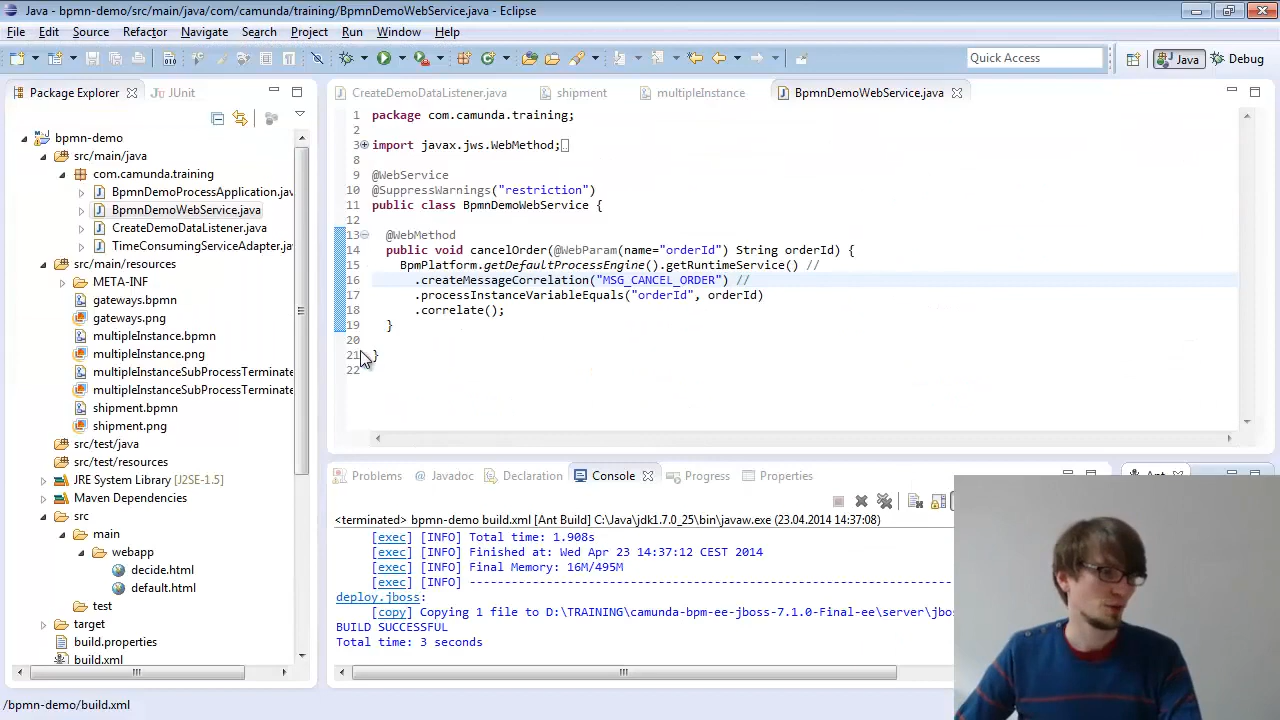 Java - bpmn-demo/src/main/java/com/camunda/training/BpmnDemoWebService.java - Eclipse
File Edit Source Refactor Navigate Search Project Run Window Help
Quick Access
Java
Debug
Package Explorer
JUnit
bpmn-demo
src/main/java
com.camunda.training
BpmnDemoProcessApplication.jav
BpmnDemoWebService.java
CreateDemoDataListener.java
TimeConsumingServiceAdapter.ja
src/main/resources
META-INF
gateways.bpmn
gateways.png
multipleInstance.bpmn
multipleInstance.png
multipleInstanceSubProcessTerminate
multipleInstanceSubProcessTerminate
shipment.bpmn
shipment.png
src/test/java
src/test/resources
JRE System Library [J2SE-1.5]
Maven Dependencies
src
main
webapp
decide.html
default.html
test
target
build.properties
build.xml
CreateDemoDataListener.java
shipment
multipleInstance
BpmnDemoWebService.java
1 package com.camunda.training;
2
3 import javax.jws.WebMethod;
8
9 @WebService
10 @SuppressWarnings("restriction")
11 public class BpmnDemoWebService {
12
13 @WebMethod
14 public void cancelOrder(@WebParam(name="orderId") String orderId) {
15 BpmPlatform.getDefaultProcessEngine().getRuntimeService() //
16 .createMessageCorrelation("MSG_CANCEL_ORDER") //
17 .processInstanceVariableEquals("orderId", orderId)
18 .correlate();
19 }
20
21 }
22
Problems
Javadoc
Declaration
Console
Progress
Properties
Ant
<terminated> bpmn-demo build.xml [Ant Build] C:\Java\jdk1.7.0_25\bin\javaw.exe (23.04.2014 14:37:08)
[exec] [INFO] Total time: 1.908s
[exec] [INFO] Finished at: Wed Apr 23 14:37:12 CEST 2014
[exec] [INFO] Final Memory: 16M/495M
[exec] [INFO] ------------------------------------------------------------------------
deploy.jboss:
[copy] Copying 1 file to D:\TRAINING\camunda-bpm-ee-jboss-7.1.0-Final-ee\server\jbo
BUILD SUCCESSFUL
Total time: 3 seconds
/bpmn-demo/build.xml